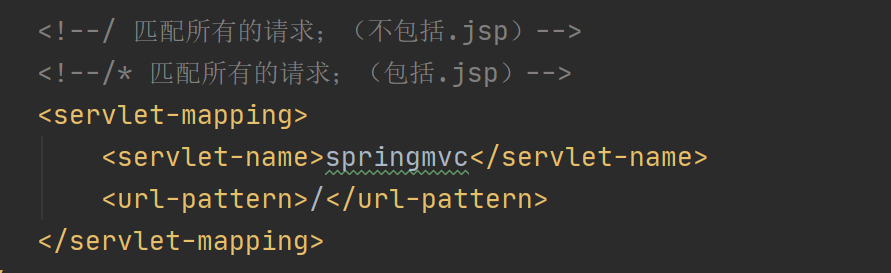 <!--/ 匹配所有的请求；（不包括.jsp）-->
<!--/* 匹配所有的请求；（包括.jsp）-->
<servlet-mapping>
    <servlet-name>springmvc</servlet-name>
    <url-pattern>/</url-pattern>
</servlet-mapping>